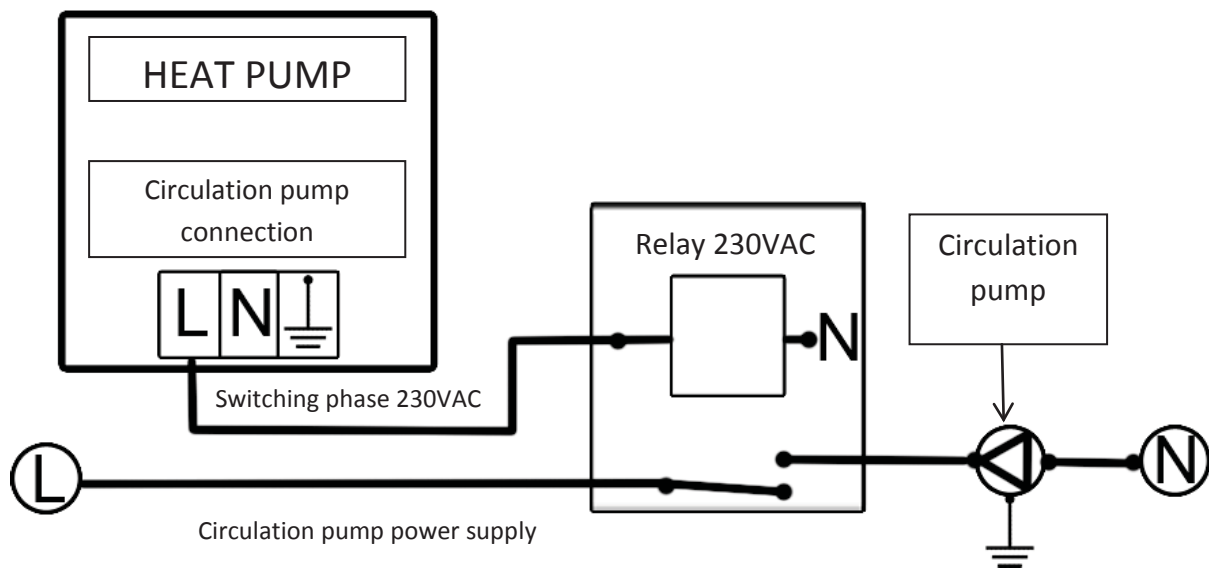 HEAT PUMP
Circulation pump
connection
L N
Switching phase 230VAC
Relay 230VAC
N
Circulation
pump
L
N
Circulation pump power supply